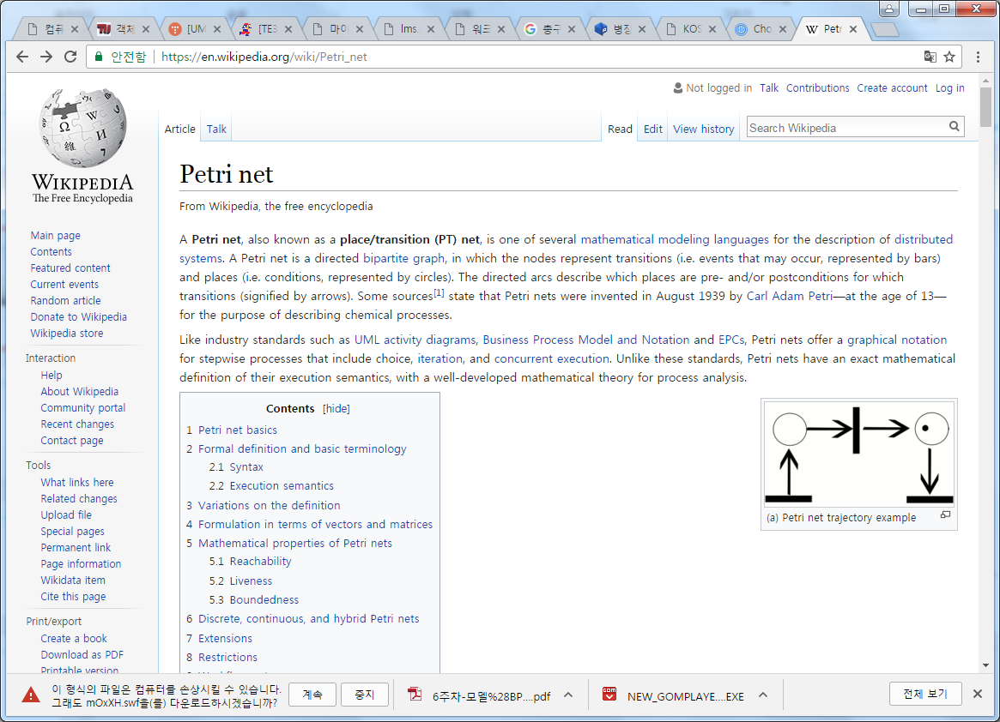 컴퓨
객체
[UM
[TES
마이
lms.
워드
충구
병정
KOS
Cho
Petr
안전함 https://en.wikipedia.org/wiki/Petri_net
Not logged in Talk Contributions Create account Log in
Article Talk Read Edit View history Search Wikipedia
WIKIPEDIA
The Free Encyclopedia
Main page
Contents
Featured content
Current events
Random article
Donate to Wikipedia
Wikipedia store
Interaction
Help
About Wikipedia
Community portal
Recent changes
Contact page
Tools
What links here
Related changes
Upload file
Special pages
Permanent link
Page information
Wikidata item
Cite this page
Print/export
Create a book
Download as PDF
Printable version
Petri net
From Wikipedia, the free encyclopedia
A Petri net, also known as a place/transition (PT) net, is one of several mathematical modeling languages for the description of distributed
systems. A Petri net is a directed bipartite graph, in which the nodes represent transitions (i.e. events that may occur, represented by bars)
and places (i.e. conditions, represented by circles). The directed arcs describe which places are pre- and/or postconditions for which
transitions (signified by arrows). Some sources[1] state that Petri nets were invented in August 1939 by Carl Adam Petri—at the age of 13—
for the purpose of describing chemical processes.
Like industry standards such as UML activity diagrams, Business Process Model and Notation and EPCs, Petri nets offer a graphical notation
for stepwise processes that include choice, iteration, and concurrent execution. Unlike these standards, Petri nets have an exact mathematical
definition of their execution semantics, with a well-developed mathematical theory for process analysis.
Contents [hide]
1 Petri net basics
2 Formal definition and basic terminology
2.1 Syntax
2.2 Execution semantics
3 Variations on the definition
4 Formulation in terms of vectors and matrices
5 Mathematical properties of Petri nets
5.1 Reachability
5.2 Liveness
5.3 Boundedness
6 Discrete, continuous, and hybrid Petri nets
7 Extensions
8 Restrictions
(a) Petri net trajectory example
이 형식의 파일은 컴퓨터를 손상시킬 수 있습니다.
그래도 mOxXH.swf을(를) 다운로드하시겠습니까?
계속 중지
6주차-모델%28BP....pdf
NEW_GOMPLAYE....EXE
전체 보기